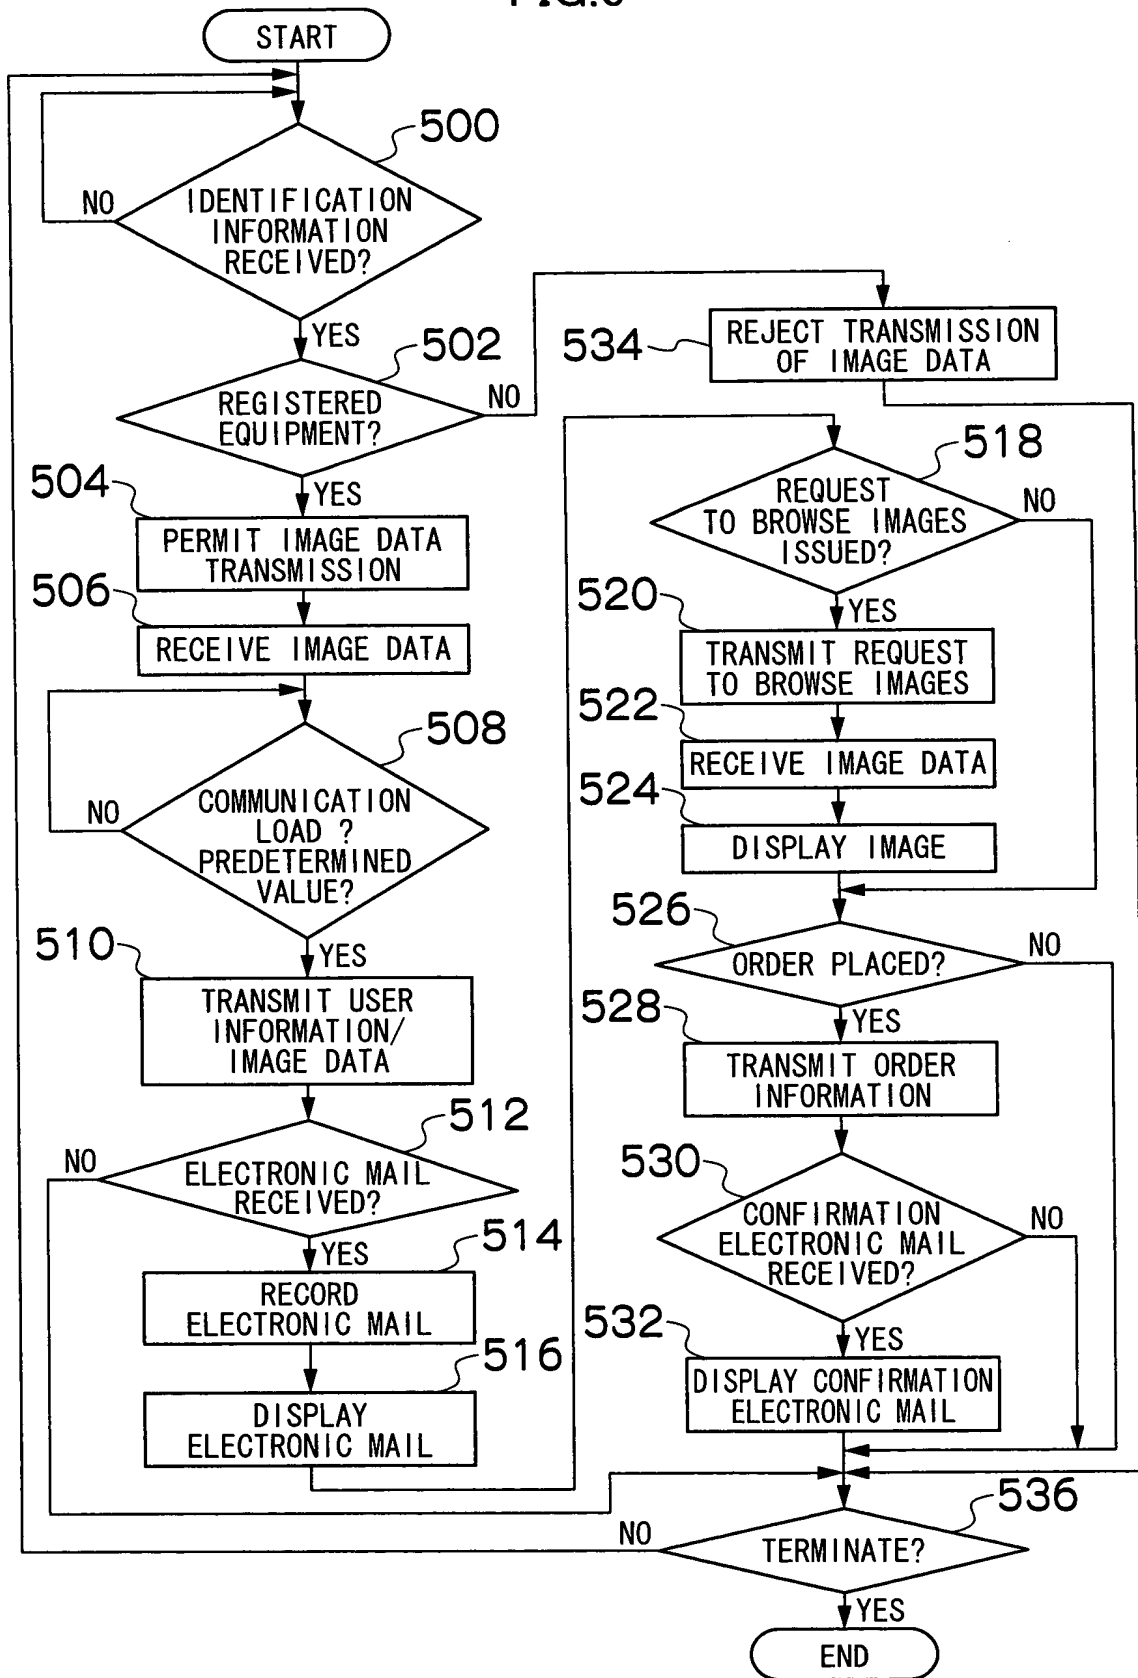 START
500
IDENTIFICATION
INFORMATION
RECEIVED?
NO
YES
502
REGISTERED
EQUIPMENT?
NO
YES
504
PERMIT IMAGE DATA
TRANSMISSION
506
RECEIVE IMAGE DATA
508
COMMUNICATION
LOAD ?
PREDETERMINED
VALUE?
NO
YES
510
TRANSMIT USER
INFORMATION/
IMAGE DATA
512
ELECTRONIC MAIL
RECEIVED?
NO
YES
514
RECORD
ELECTRONIC MAIL
516
DISPLAY
ELECTRONIC MAIL
534
REJECT TRANSMISSION
OF IMAGE DATA
518
REQUEST
TO BROWSE IMAGES
ISSUED?
NO
YES
520
TRANSMIT REQUEST
TO BROWSE IMAGES
522
RECEIVE IMAGE DATA
524
DISPLAY IMAGE
526
ORDER PLACED?
NO
YES
528
TRANSMIT ORDER
INFORMATION
530
CONFIRMATION
ELECTRONIC MAIL
RECEIVED?
NO
YES
532
DISPLAY CONFIRMATION
ELECTRONIC MAIL
536
TERMINATE?
NO
YES
END